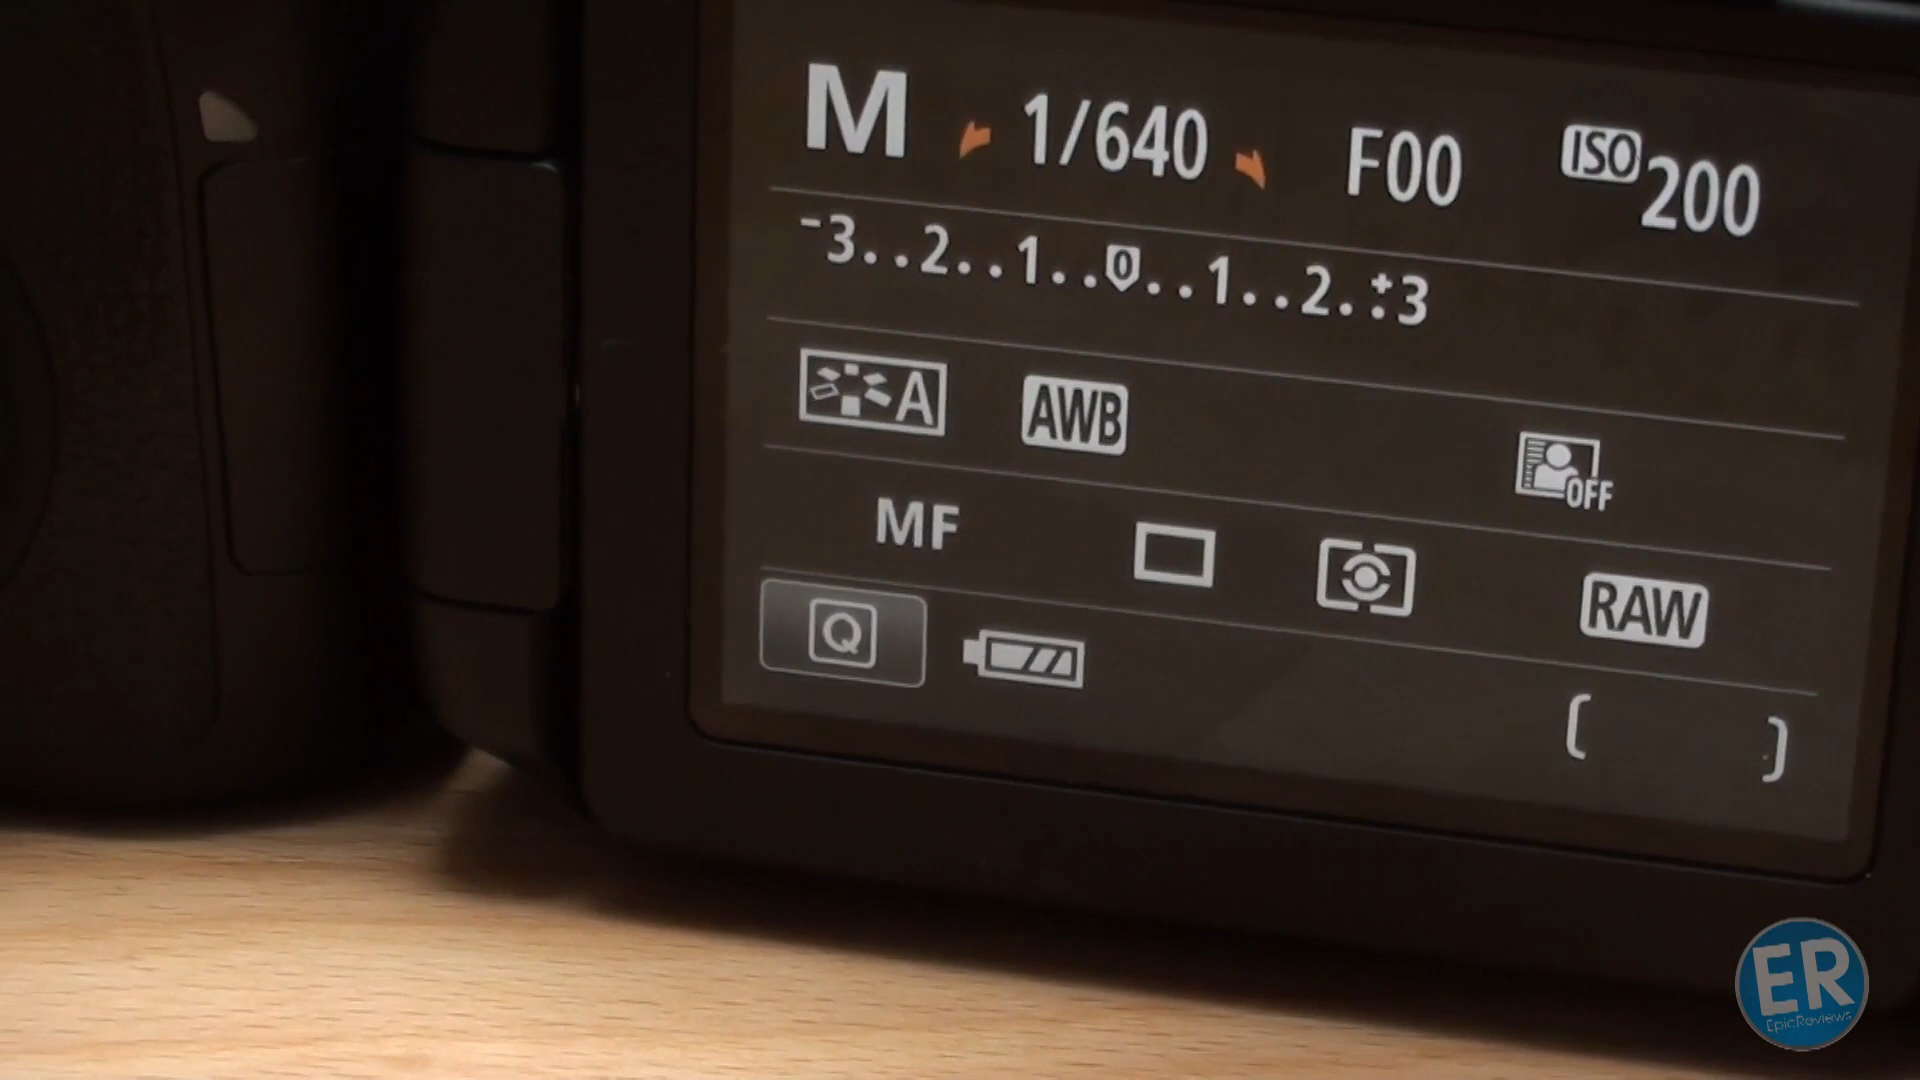 M 1/640 F00 ISO 200
-3..2..1..0..1..2..+3
A AWB OFF
MF RAW
Q
ER
EpicReviews